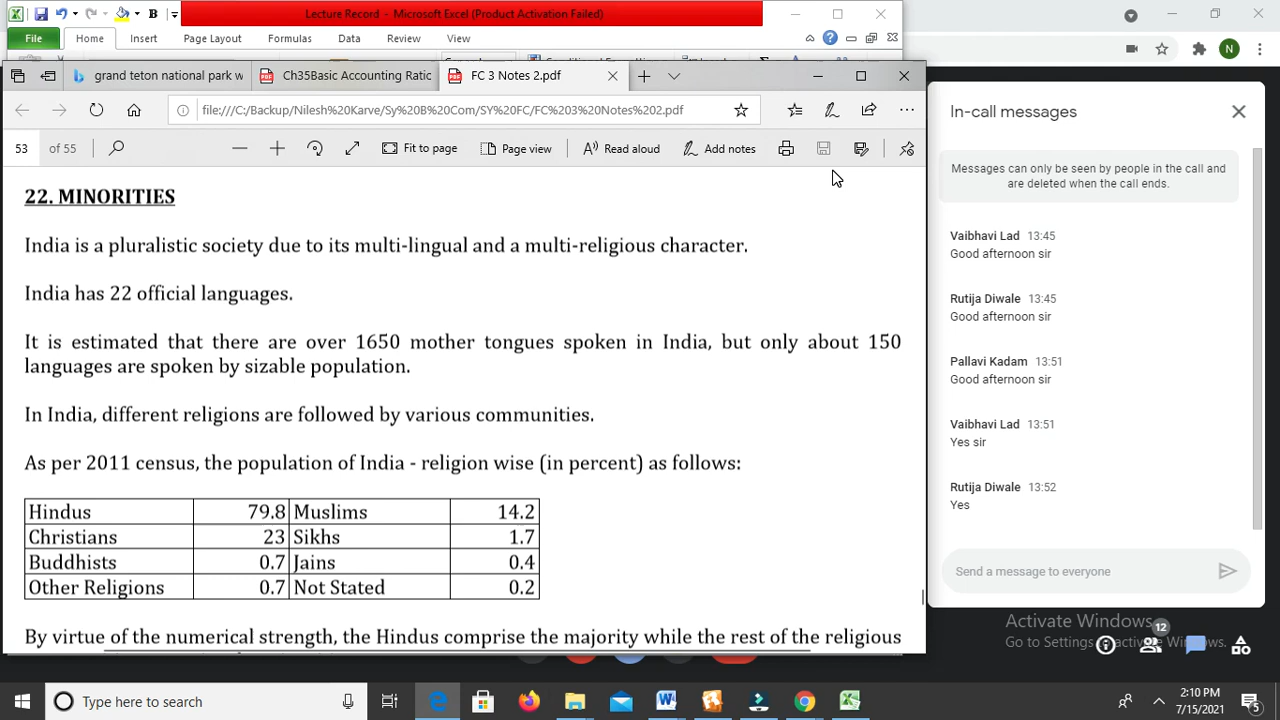 Lecture Record - Microsoft Excel (Product Activation Failed)
File Home Insert Page Layout Formulas Data Review View
grand teton national park w
Ch35Basic Accounting Ratic
FC 3 Notes 2.pdf
file:///C:/Backup/Nilesh%20Karve/Sy%20B%20Com/SY%20FC/FC%203%20Notes%202.pdf
53 of 55 Fit to page Page view Read aloud Add notes
22. MINORITIES
India is a pluralistic society due to its multi-lingual and a multi-religious character.
India has 22 official languages.
It is estimated that there are over 1650 mother tongues spoken in India, but only about 150
languages are spoken by sizable population.
In India, different religions are followed by various communities.
As per 2011 census, the population of India - religion wise (in percent) as follows:
Hindus 79.8 Muslims 14.2
Christians 23 Sikhs 1.7
Buddhists 0.7 Jains 0.4
Other Religions 0.7 Not Stated 0.2
By virtue of the numerical strength, the Hindus comprise the majority while the rest of the religious
N
In-call messages
Messages can only be seen by people in the call and
are deleted when the call ends.
Vaibhavi Lad 13:45
Good afternoon sir
Rutija Diwale 13:45
Good afternoon sir
Pallavi Kadam 13:51
Good afternoon sir
Vaibhavi Lad 13:51
Yes sir
Rutija Diwale 13:52
Yes
Send a message to everyone
Activate Windows
Go to Settings to activate Windows.
12
Type here to search
2:10 PM
7/15/2021
5